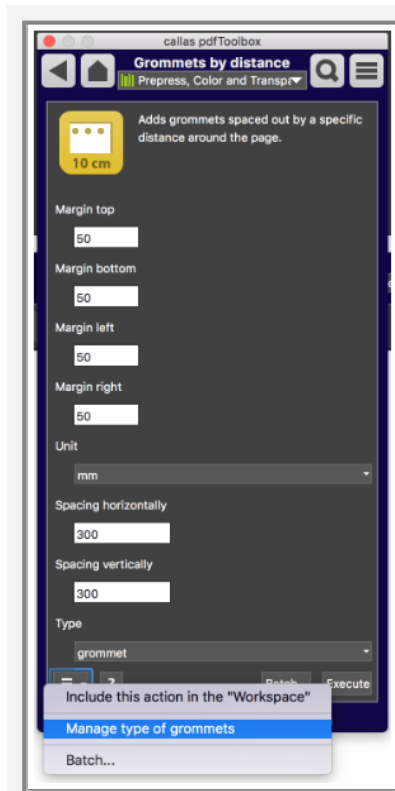 callas pdfToolbox
Grommets by distance
Prepress, Color and Transpa
Adds grommets spaced out by a specific
distance around the page.
10 cm
Margin top
50
Margin bottom
50
Margin left
50
Margin right
50
Unit
mm
Spacing horizontally
300
Spacing vertically
300
Type
grommet
?
Batch...
Execute
Include this action in the "Workspace"
Manage type of grommets
Batch...